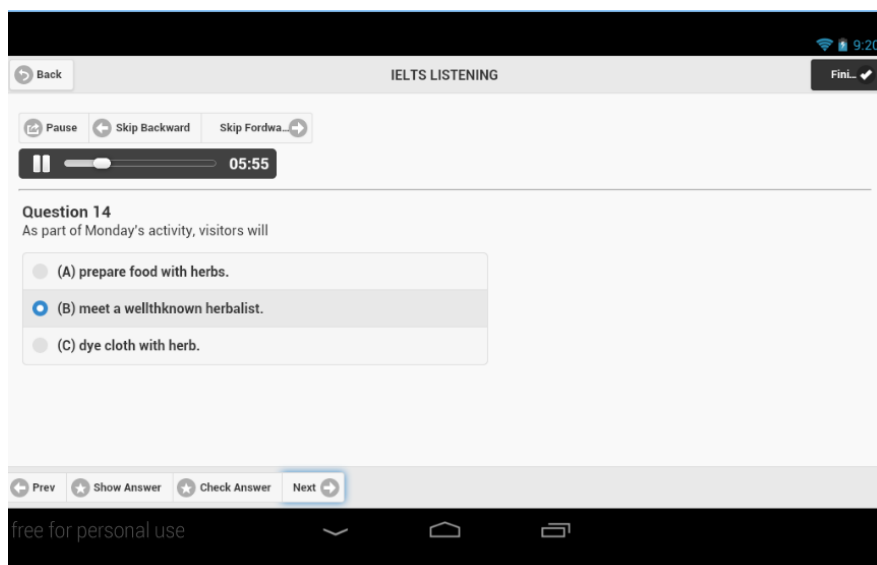 9:20
Back IELTS LISTENING Fini...
Pause Skip Backward Skip Fordwa...
05:55
Question 14
As part of Monday's activity, visitors will
(A) prepare food with herbs.
(B) meet a wellthknown herbalist.
(C) dye cloth with herb.
Prev Show Answer Check Answer Next
free for personal use